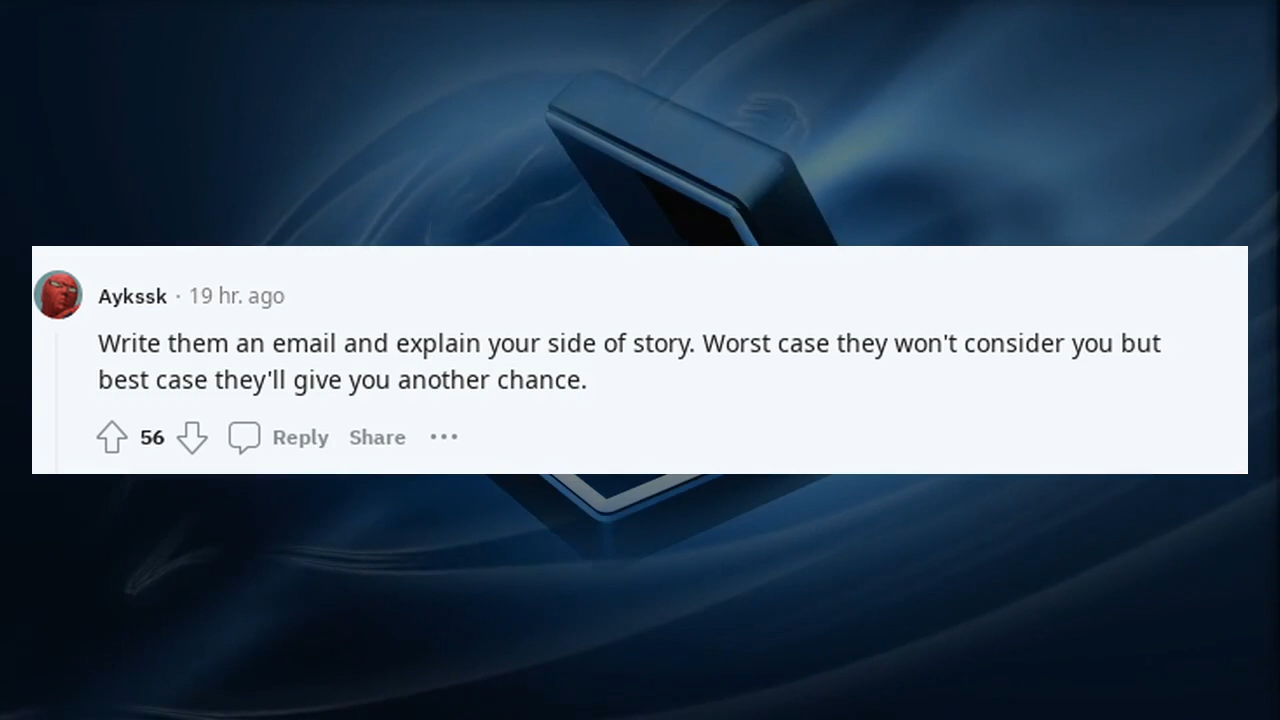 Aykssk · 19 hr. ago
Write them an email and explain your side of story. Worst case they won't consider you but
best case they'll give you another chance.
56 Reply Share ···